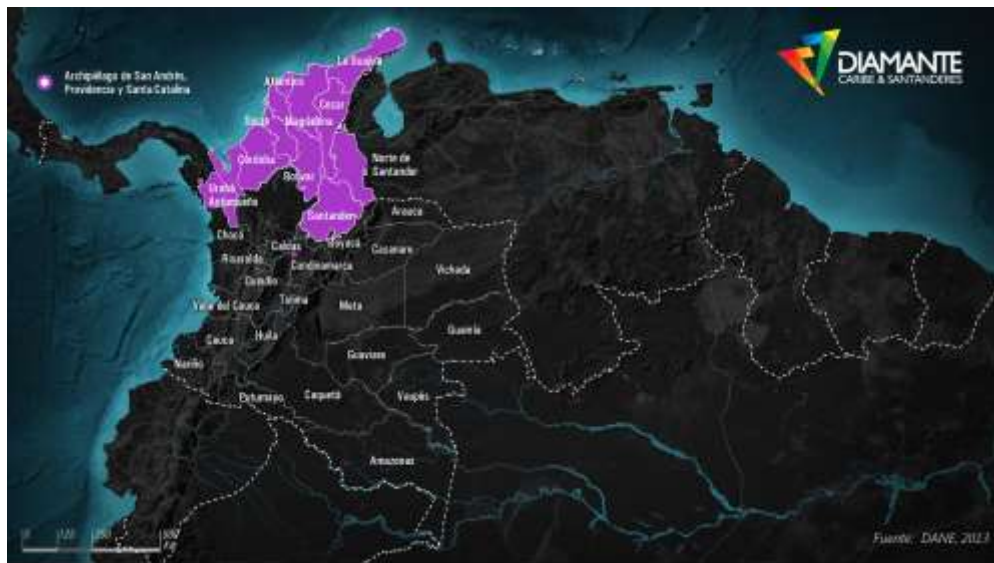 DIAMANTE
CARIBE & SANTANDERES
Archipiélago de San Andrés,
Providencia y Santa Catalina
La Guajira
Atlántico
Cesar
Magdalena
Sucre
Córdoba
Bolívar
Norte de
Santander
Urabá
Antioqueño
Santander
Arauca
Chocó
Boyacá
Caldas
Casanare
Risaralda
Cundinamarca
Vichada
Quindío
Tolima
Meta
Valle del Cauca
Guainía
Cauca
Huila
Guaviare
Nariño
Putumayo
Caquetá
Vaupés
Amazonas
0
Fuente: DANE, 2013